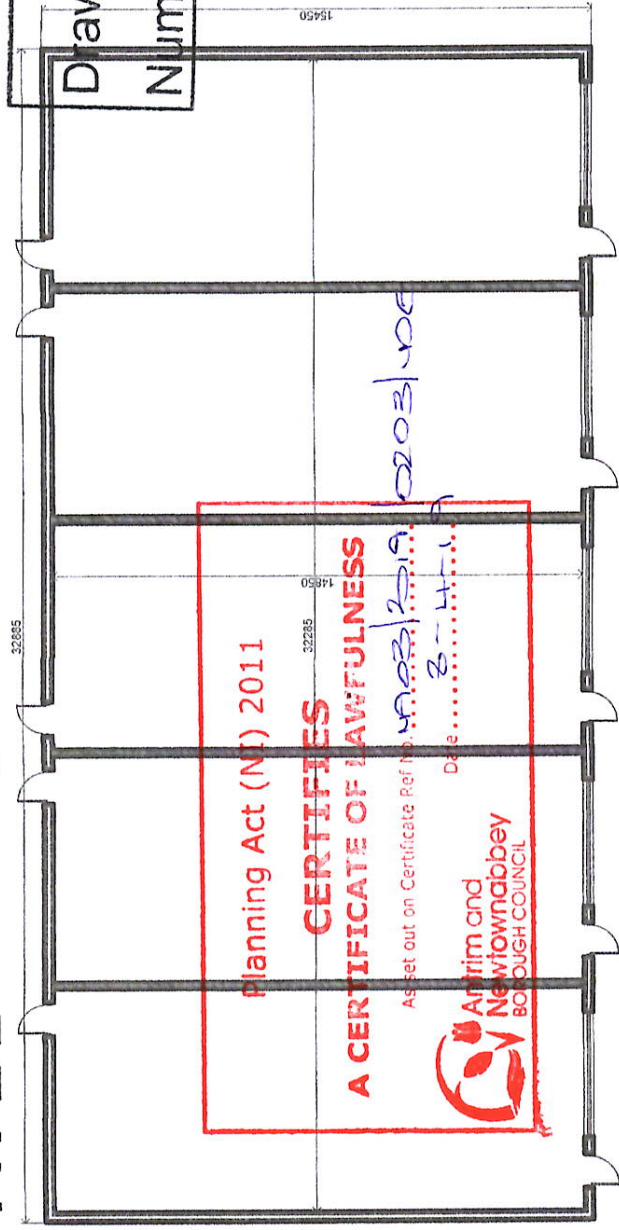 Draw
Num
32885
15450
14850
32285
Planning Act (NI) 2011
CERTIFIES
A CERTIFICATE OF LAWFULNESS
As set out on Certificate Ref No. LA03/2019/0203/LDE
Date 8-4-19
Antrim and
Newtownabbey
BOROUGH COUNCIL